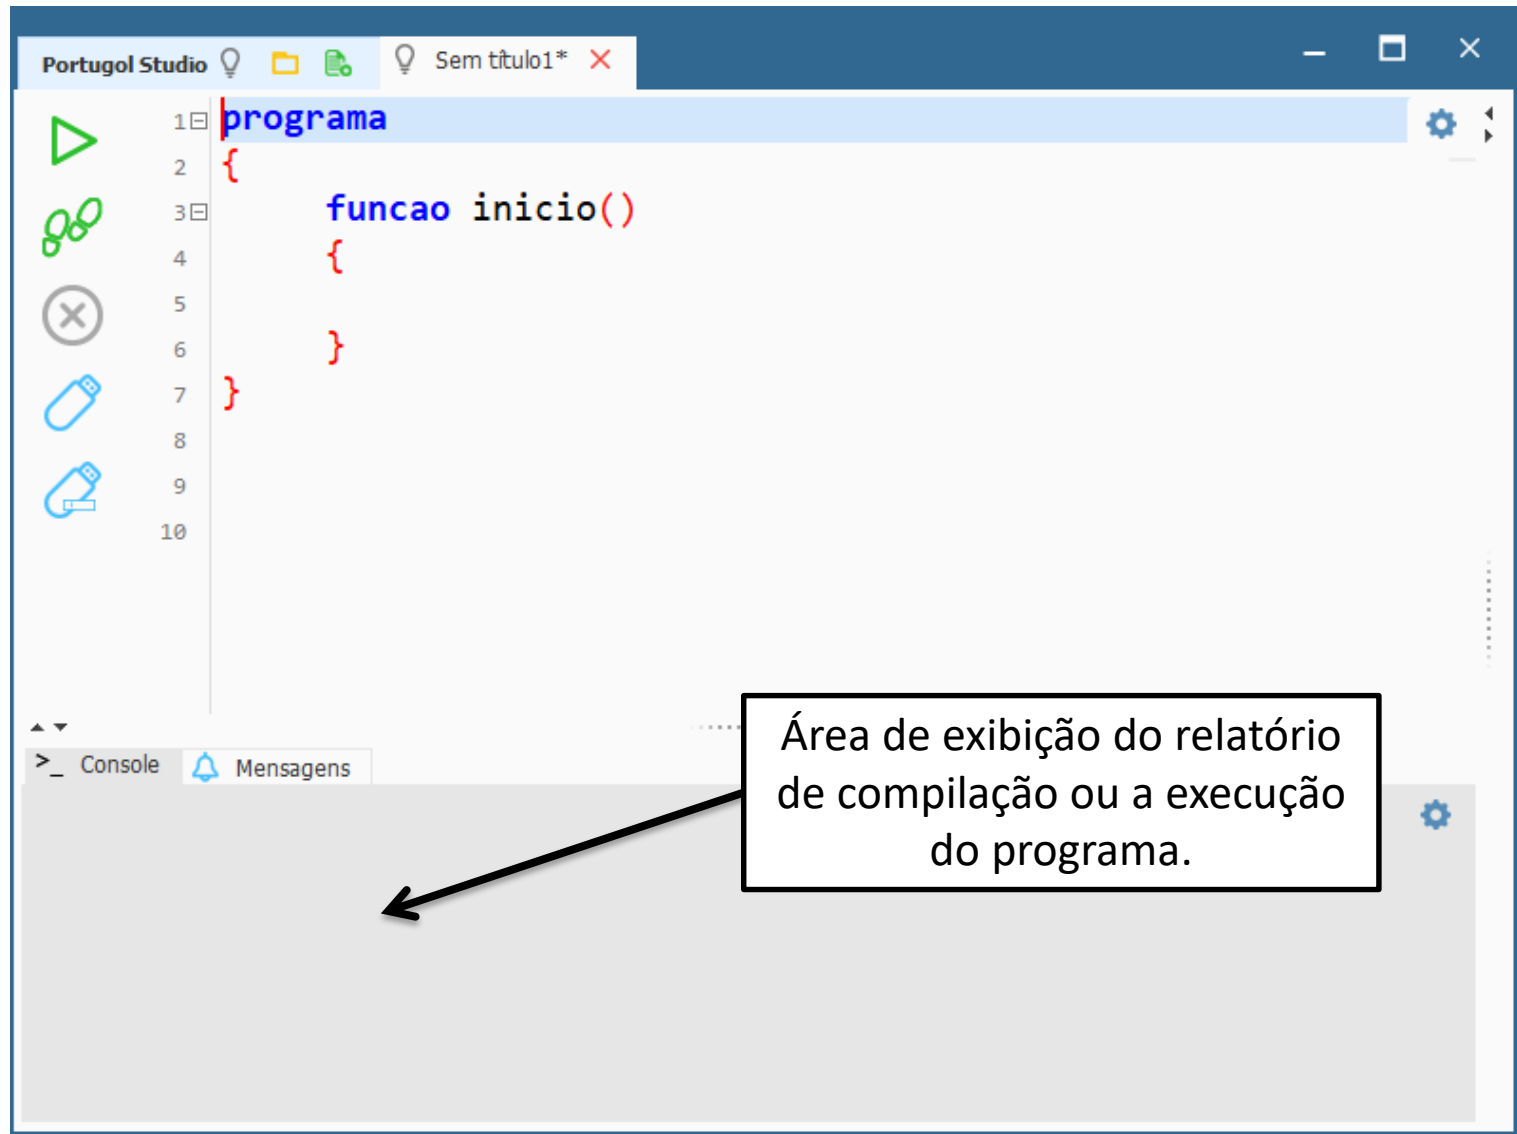 Portugol Studio Sem título1*
1 programa
2 {
3 funcao inicio()
4 {
5
6 }
7 }
8
9
10
>_ Console Mensagens
Área de exibição do relatório
de compilação ou a execução
do programa.